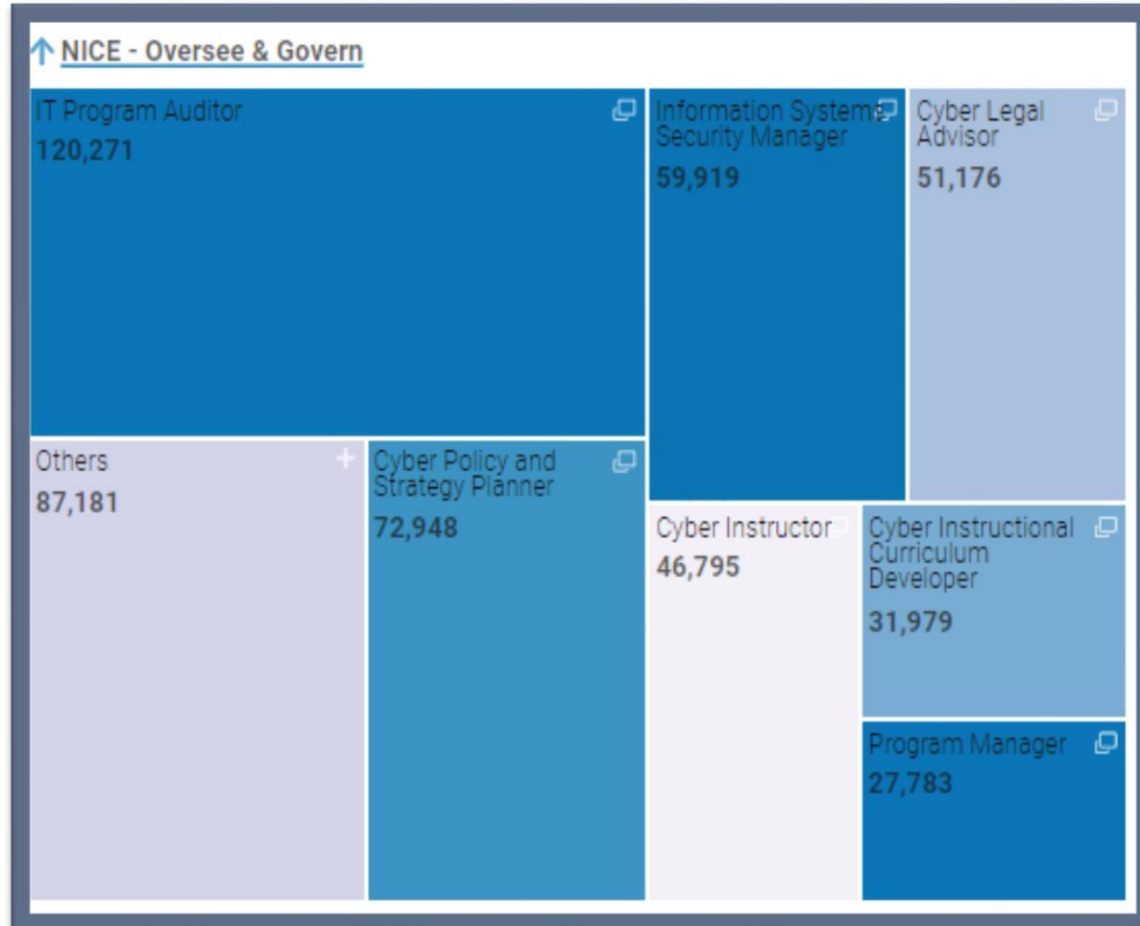 NICE - Oversee & Govern
IT Program Auditor
120,271
Information Systems
Security Manager
59,919
Cyber Legal
Advisor
51,176
Others
87,181
Cyber Policy and
Strategy Planner
72,948
Cyber Instructor
46,795
Cyber Instructional
Curriculum
Developer
31,979
Program Manager
27,783